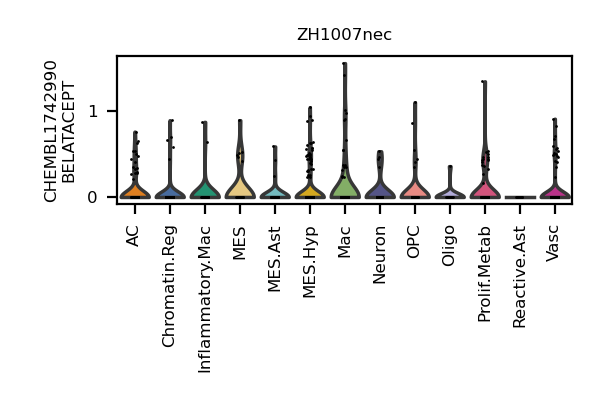 ZH1007nec
CHEMBL1742990
BELATACEPT
1
0
AC
Chromatin.Reg
Inflammatory.Mac
MES
MES.Ast
MES.Hyp
Mac
Neuron
OPC
Oligo
Prolif.Metab
Reactive.Ast
Vasc